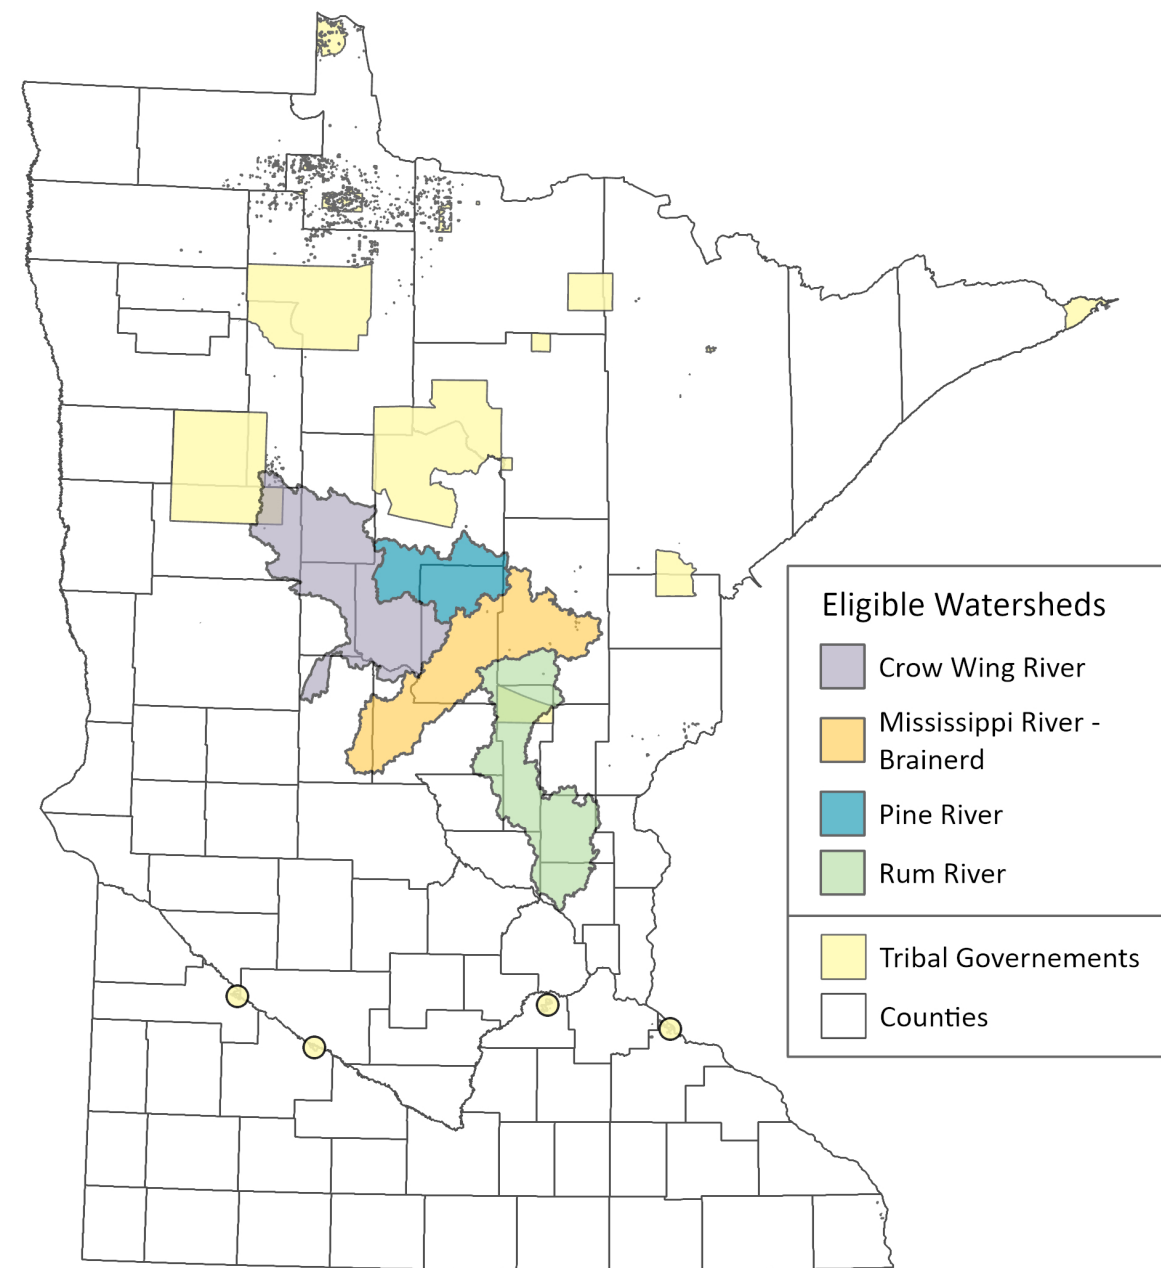 Eligible Watersheds
Crow Wing River
Mississippi River -
Brainerd
Pine River
Rum River
Tribal Governements
Counties